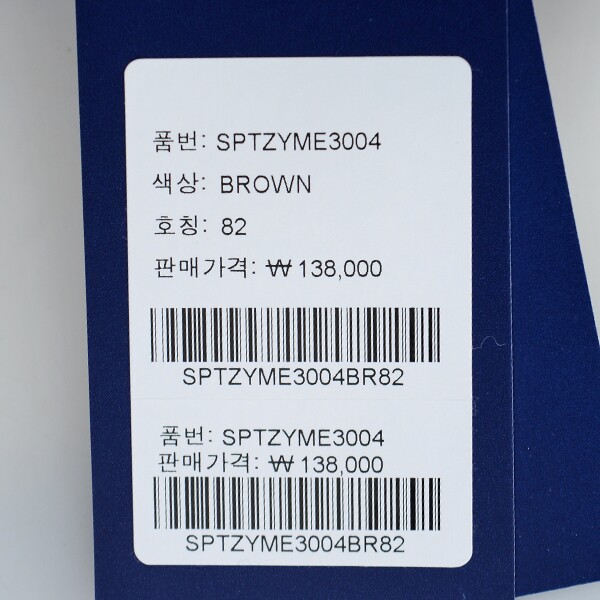 품번: SPTZYME3004
색상: BROWN
호칭: 82
판매가격: ₩ 138,000
SPTZYME3004BR82
품번: SPTZYME3004
판매가격: ₩ 138,000
SPTZYME3004BR82